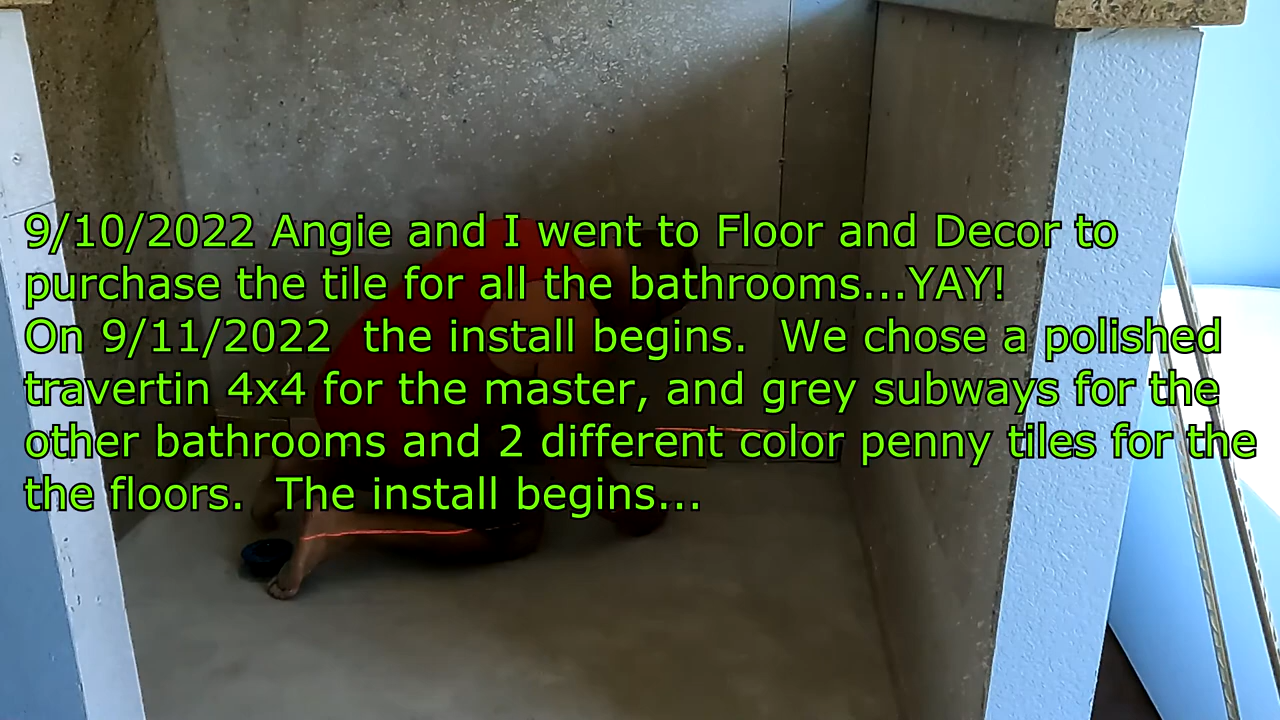 9/10/2022 Angie and I went to Floor and Decor to
purchase the tile for all the bathrooms...YAY!
On 9/11/2022  the install begins.  We chose a polished
travertin 4x4 for the master, and grey subways for the
other bathrooms and 2 different color penny tiles for the
the floors.  The install begins...